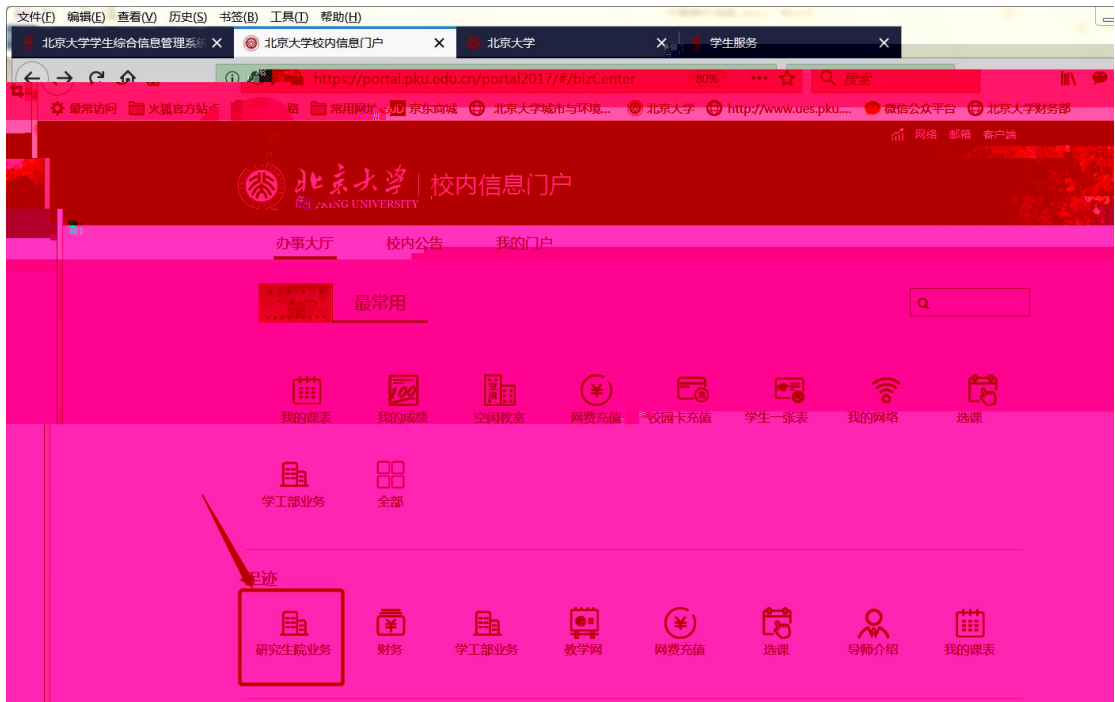 文件(F) 编辑(E) 查看(V) 历史(S) 书签(B) 工具(T) 帮助(H)
北京大学学生综合信息管理系统 北京大学校内信息门户 北京大学 学生服务
https://portal.pku.edu.cn/portal2017/#/bizCenter 80% 搜索
最常访问 火狐官方站点 常用网址 JD 京东商城 北京大学城市与环境... 北京大学 http://www.ues.pku.... 微信公众平台 北京大学财务部
网络 邮箱 客户端
北京大学 校内信息门户
PEKING UNIVERSITY
办事大厅 校内公告 我的门户
最常用
我的课表 我的成绩 空闲教室 网费充值 校园卡充值 学生一张表 我的网络 选课
学工部业务 全部
足迹
研究生院业务 财务 学工部业务 教学网 网费充值 选课 导师介绍 我的课表